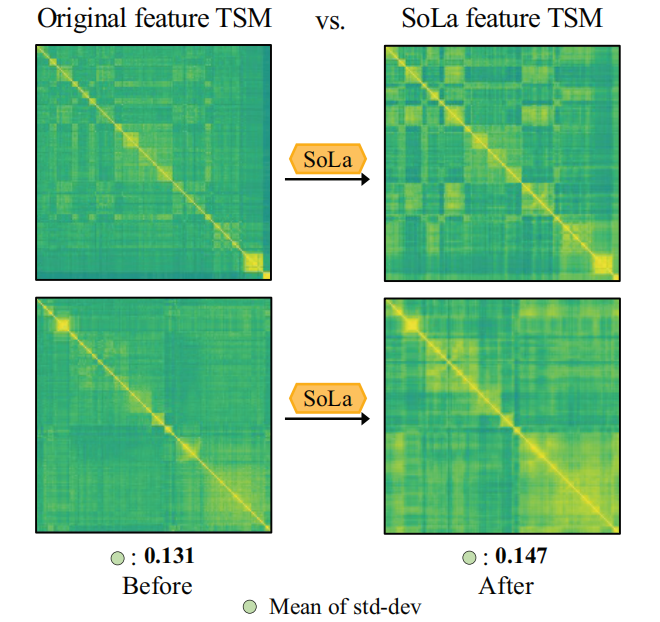 Original feature TSM vs. SoLa feature TSM
SoLa
SoLa
: 0.131 : 0.147
Before After
Mean of std-dev